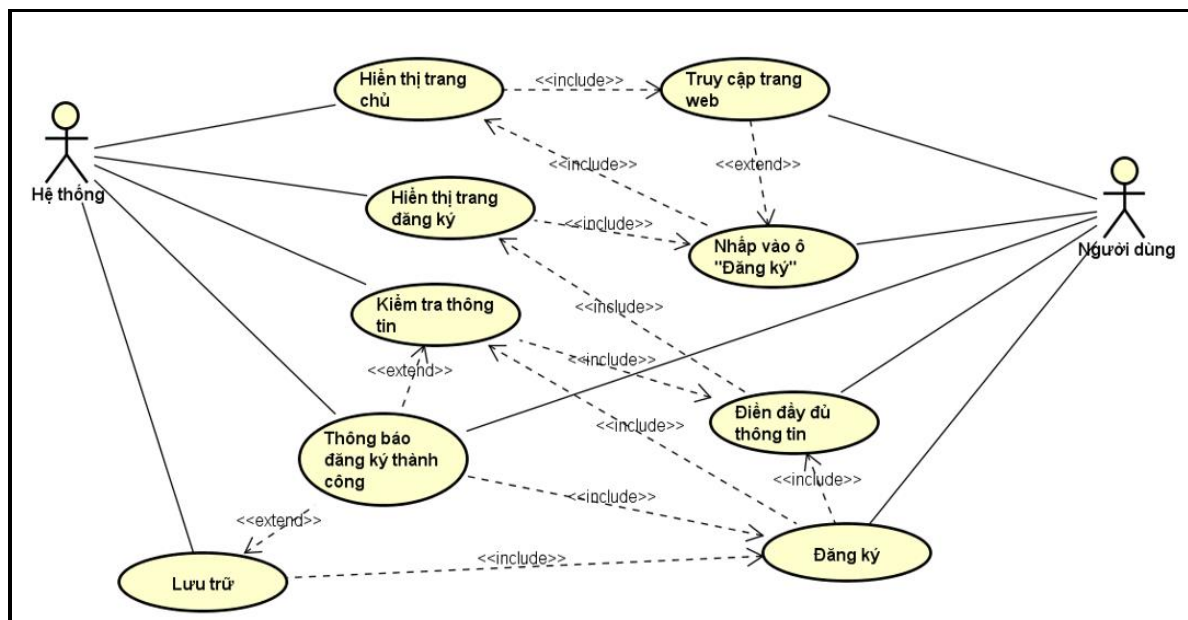 Hiển thị trang
chủ
<<include>>
Truy cập trang
web
Hệ thống
<<include>>
<<extend>>
Hiển thị trang
đăng ký
<<include>>
Nhấp vào ô
"Đăng ký"
Người dùng
Kiểm tra thông
tin
<<include>>
<<include>>
<<extend>>
Điền đầy đủ
thông tin
Thông báo
đăng ký thành
công
<<include>>
<<include>>
<<include>>
<<extend>>
Lưu trữ
<<include>>
Đăng ký